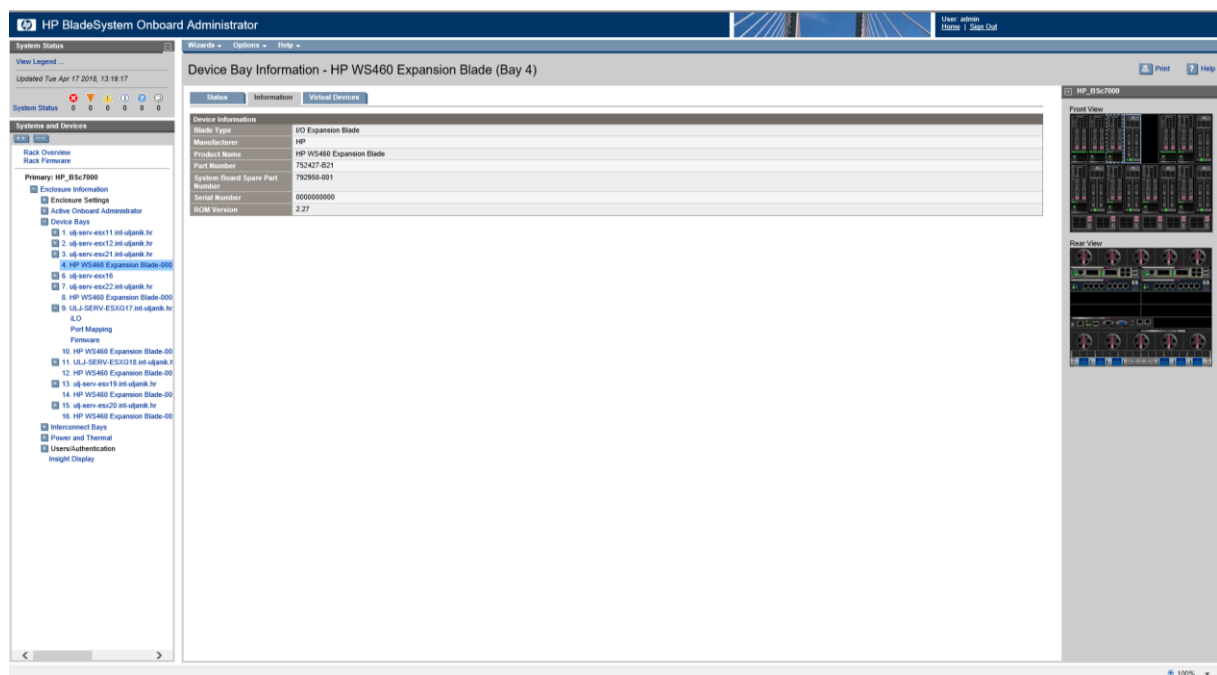 HP BladeSystem Onboard Administrator
User: admin
Home | Sign Out
System Status
Wizards Options Help
View Legend ...
Updated Tue Apr 17 2018, 13:19:17
System Status 0 0 0 0 0 0
Device Bay Information - HP WS460 Expansion Blade (Bay 4)
Print Help
Status Information Virtual Devices
Device Information
Blade Type I/O Expansion Blade
Manufacturer HP
Product Name HP WS460 Expansion Blade
Part Number 752427-B21
System Board Spare Part Number 792950-001
Serial Number 0000000000
ROM Version 2.27
Systems and Devices
Rack Overview
Rack Firmware
Primary: HP_BSc7000
Enclosure Information
Enclosure Settings
Active Onboard Administrator
Device Bays
1. ulj-serv-esx11.int-uljanik.hr
2. ulj-serv-esx12.int-uljanik.hr
3. ulj-serv-esx21.int-uljanik.hr
4. HP WS460 Expansion Blade-000
6. ulj-serv-esx16
7. ulj-serv-esx22.int-uljanik.hr
8. HP WS460 Expansion Blade-000
9. ULJ-SERV-ESXG17.int-uljanik.hr
iLO
Port Mapping
Firmware
10. HP WS460 Expansion Blade-00
11. ULJ-SERV-ESXG18.int-uljanik.h
12. HP WS460 Expansion Blade-00
13. ulj-serv-esx19.int-uljanik.hr
14. HP WS460 Expansion Blade-00
15. ulj-serv-esx20.int-uljanik.hr
16. HP WS460 Expansion Blade-00
Interconnect Bays
Power and Thermal
Users/Authentication
Insight Display
HP_BSc7000
Front View
Rear View
100%